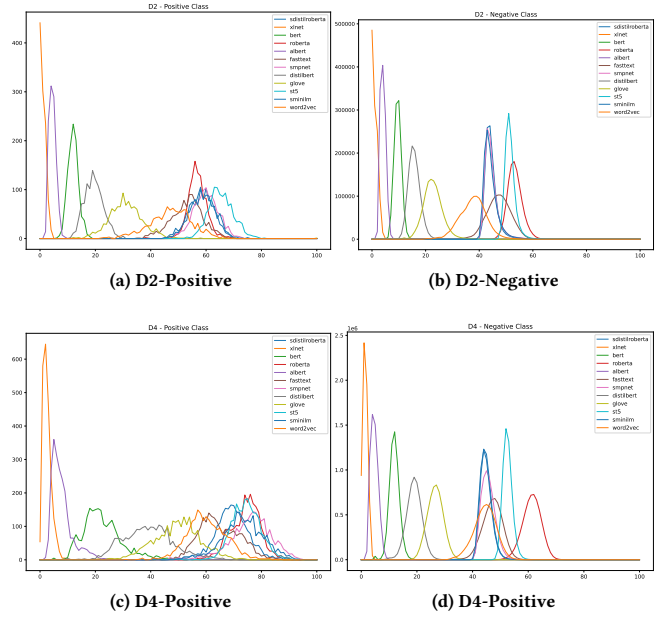 D2 - Positive Class
400
300
200
100
0
0 20 40 60 80 100
sdistilroberta
xlnet
bert
roberta
albert
fasttext
smpnet
distilbert
glove
st5
sminilm
word2vec
(a) D2-Positive
D2 - Negative Class
500000
400000
300000
200000
100000
0
0 20 40 60 80 100
sdistilroberta
xlnet
bert
roberta
albert
fasttext
smpnet
distilbert
glove
st5
sminilm
word2vec
(b) D2-Negative
D4 - Positive Class
600
500
400
300
200
100
0
0 20 40 60 80 100
sdistilroberta
xlnet
bert
roberta
albert
fasttext
smpnet
distilbert
glove
st5
sminilm
word2vec
(c) D4-Positive
D4 - Negative Class
1e6
2.5
2.0
1.5
1.0
0.5
0.0
0 20 40 60 80 100
sdistilroberta
xlnet
bert
roberta
albert
fasttext
smpnet
distilbert
glove
st5
sminilm
word2vec
(d) D4-Positive